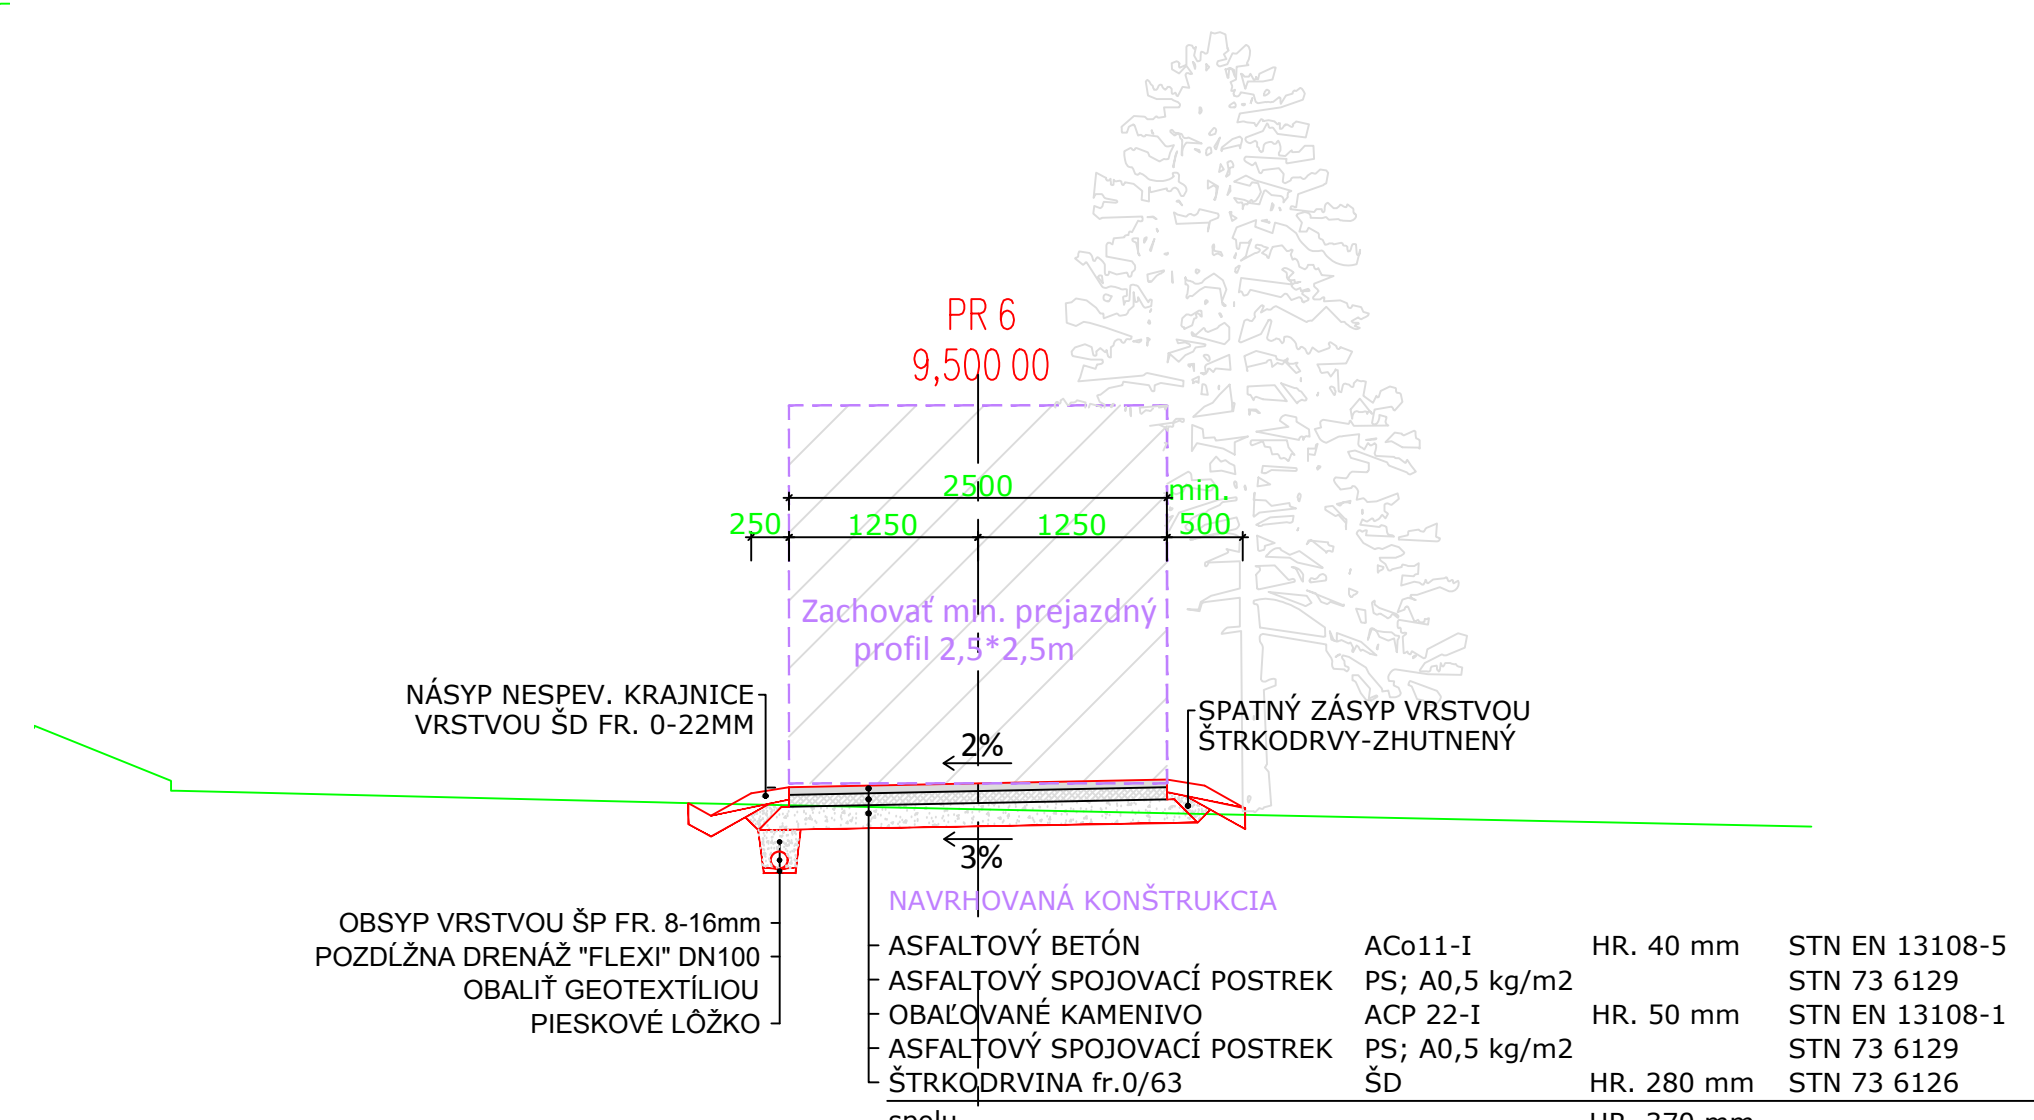 PR 6
9,500 00
2500
min.
250
1250
1250
500
Zachovať min. prejazdný
profil 2,5*2,5m
NÁSYP NESPEV. KRAJNICE
VRSTVOU ŠD FR. 0-22MM
SPATNÝ ZÁSYP VRSTVOU
ŠTRKODRVY-ZHUTNENÝ
2%
3%
NAVRHOVANÁ KONŠTRUKCIA
OBSYP VRSTVOU ŠP FR. 8-16mm
POZDĹŽNA DRENÁŽ "FLEXI" DN100
OBALIŤ GEOTEXTÍLIOU
PIESKOVÉ LÔŽKO
ASFALTOVÝ BETÓN ACo11-I HR. 40 mm STN EN 13108-5
ASFALTOVÝ SPOJOVACÍ POSTREK PS; A0,5 kg/m2 STN 73 6129
OBAĽOVANÉ KAMENIVO ACP 22-I HR. 50 mm STN EN 13108-1
ASFALTOVÝ SPOJOVACÍ POSTREK PS; A0,5 kg/m2 STN 73 6129
ŠTRKODRVINA fr.0/63 ŠD HR. 280 mm STN 73 6126
spolu HR. 370 mm